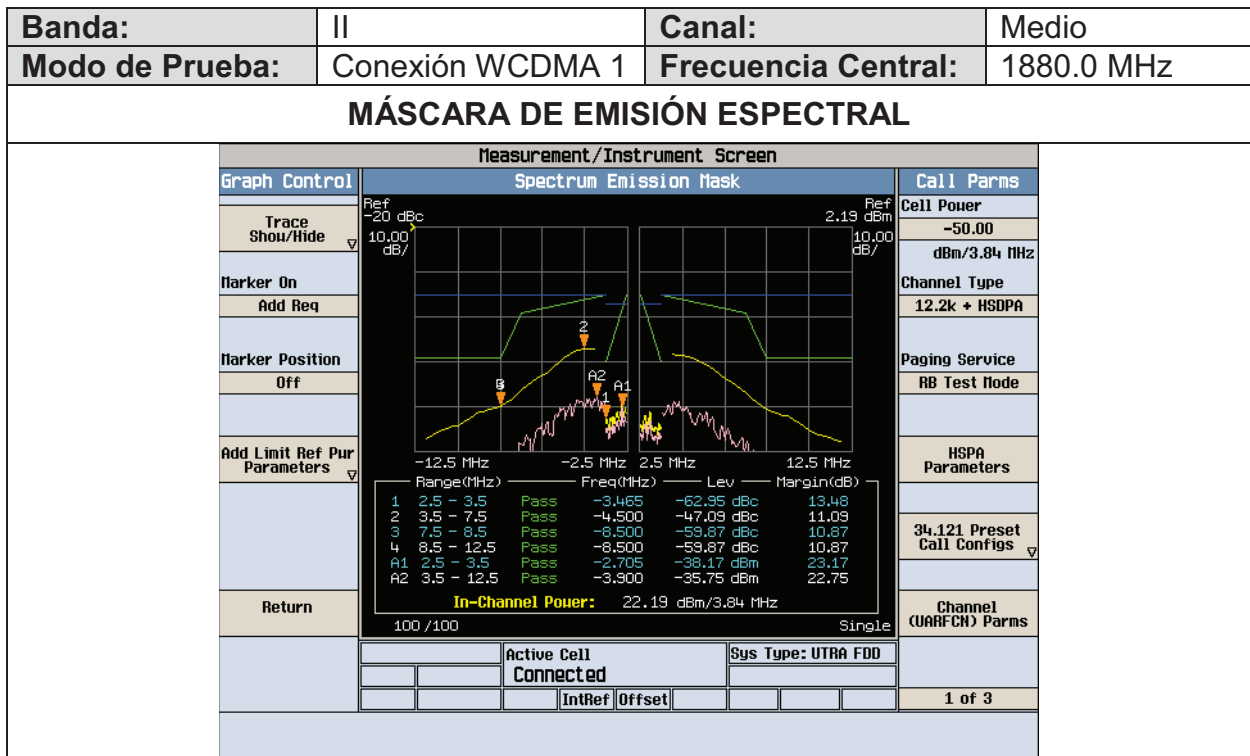 Banda: II Canal: Medio
Modo de Prueba: Conexión WCDMA 1 Frecuencia Central: 1880.0 MHz
MÁSCARA DE EMISIÓN ESPECTRAL
Measurement/Instrument Screen
Graph Control
Trace Show/Hide
Marker On
Add Req
Marker Position
Off
Add Limit Ref Pwr Parameters
Return
Spectrum Emission Mask
Ref Ref
-20 dBc 2.19 dBm
10.00 10.00
dB/ dB/
2
A2
A1
1
-12.5 MHz -2.5 MHz 2.5 MHz 12.5 MHz
Range(MHz) Freq(MHz) Lev Margin(dB)
1 2.5 - 3.5 Pass -3.465 -62.95 dBc 13.48
2 3.5 - 7.5 Pass -4.500 -47.09 dBc 11.09
3 7.5 - 8.5 Pass -8.500 -59.87 dBc 10.87
4 8.5 - 12.5 Pass -8.500 -59.87 dBc 10.87
A1 2.5 - 3.5 Pass -2.705 -38.17 dBm 23.17
A2 3.5 - 12.5 Pass -3.900 -35.75 dBm 22.75
In-Channel Power: 22.19 dBm/3.84 MHz
100/100 Single
Active Cell Sys Type: UTRA FDD
Connected
IntRef Offset
Call Parms
Cell Power
-50.00
dBm/3.84 MHz
Channel Type
12.2k + HSDPA
Paging Service
RB Test Mode
HSPA Parameters
34.121 Preset Call Configs
Channel (UARFCN) Parms
1 of 3